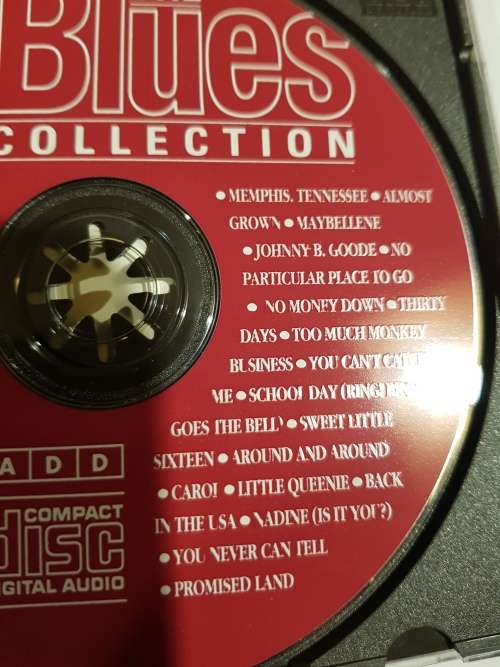 Blues
COLLECTION
• MEMPHIS, TENNESSEE • ALMOST
GROWN • MAYBELLENE
• JOHNNY B. GOODE • NO
PARTICULAR PLACE TO GO
• NO MONEY DOWN • THIRTY
DAYS • TOO MUCH MONKEY
BUSINESS • YOU CAN'T
ME • SCHOOL DAY (RING!
GOES THE BELL) • SWEET LITTLE
SIXTEEN • AROUND AND AROUND
• CAROL • LITTLE QUEENIE • BACK
IN THE USA • NADINE (IS IT YOU?)
• YOU NEVER CAN TELL
• PROMISED LAND
ADD
COMPACT
disc
DIGITAL AUDIO